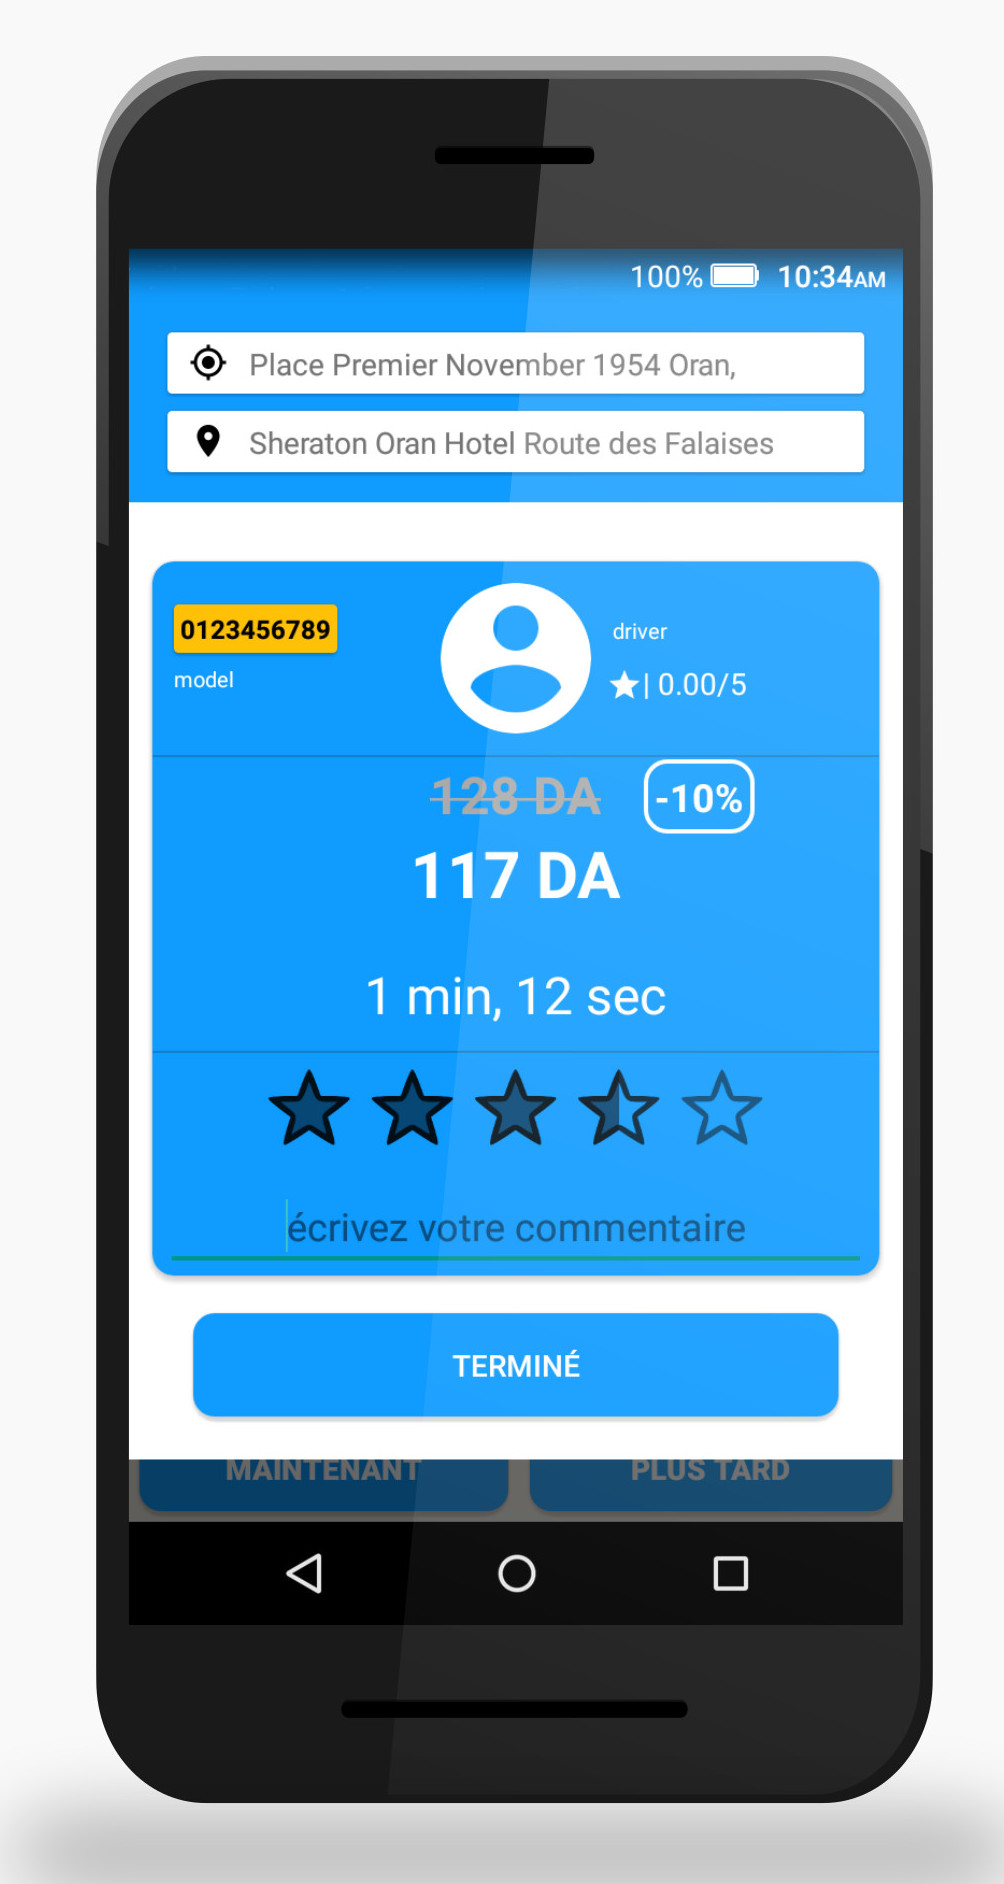 100% 10:34AM
Place Premier November 1954 Oran,
Sheraton Oran Hotel Route des Falaises
0123456789
model
driver
| 0.00/5
128 DA
-10%
117 DA
1 min, 12 sec
écrivez votre commentaire
TERMINÉ
MAINTENANT
PLUS TARD